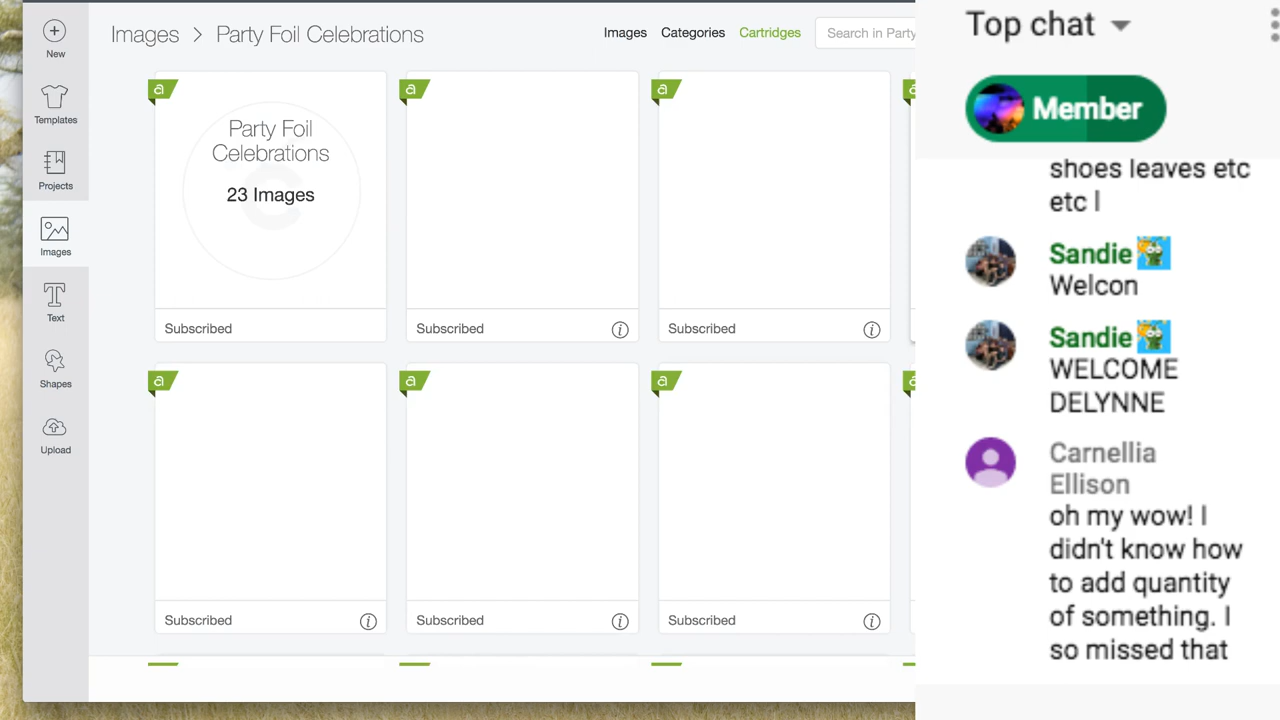 New
Templates
Projects
Images
Text
Shapes
Upload
Images > Party Foil Celebrations
Images
Categories
Cartridges
Search in Party
a
a
a
a
Party Foil
Celebrations
23 Images
Subscribed
Subscribed
Subscribed
a
a
a
a
Subscribed
Subscribed
Subscribed
Top chat
Member
shoes leaves etc
etc l
Sandie
Welcon
Sandie
WELCOME
DELYNNE
Carnellia
Ellison
oh my wow! I
didn't know how
to add quantity
of something. I
so missed that